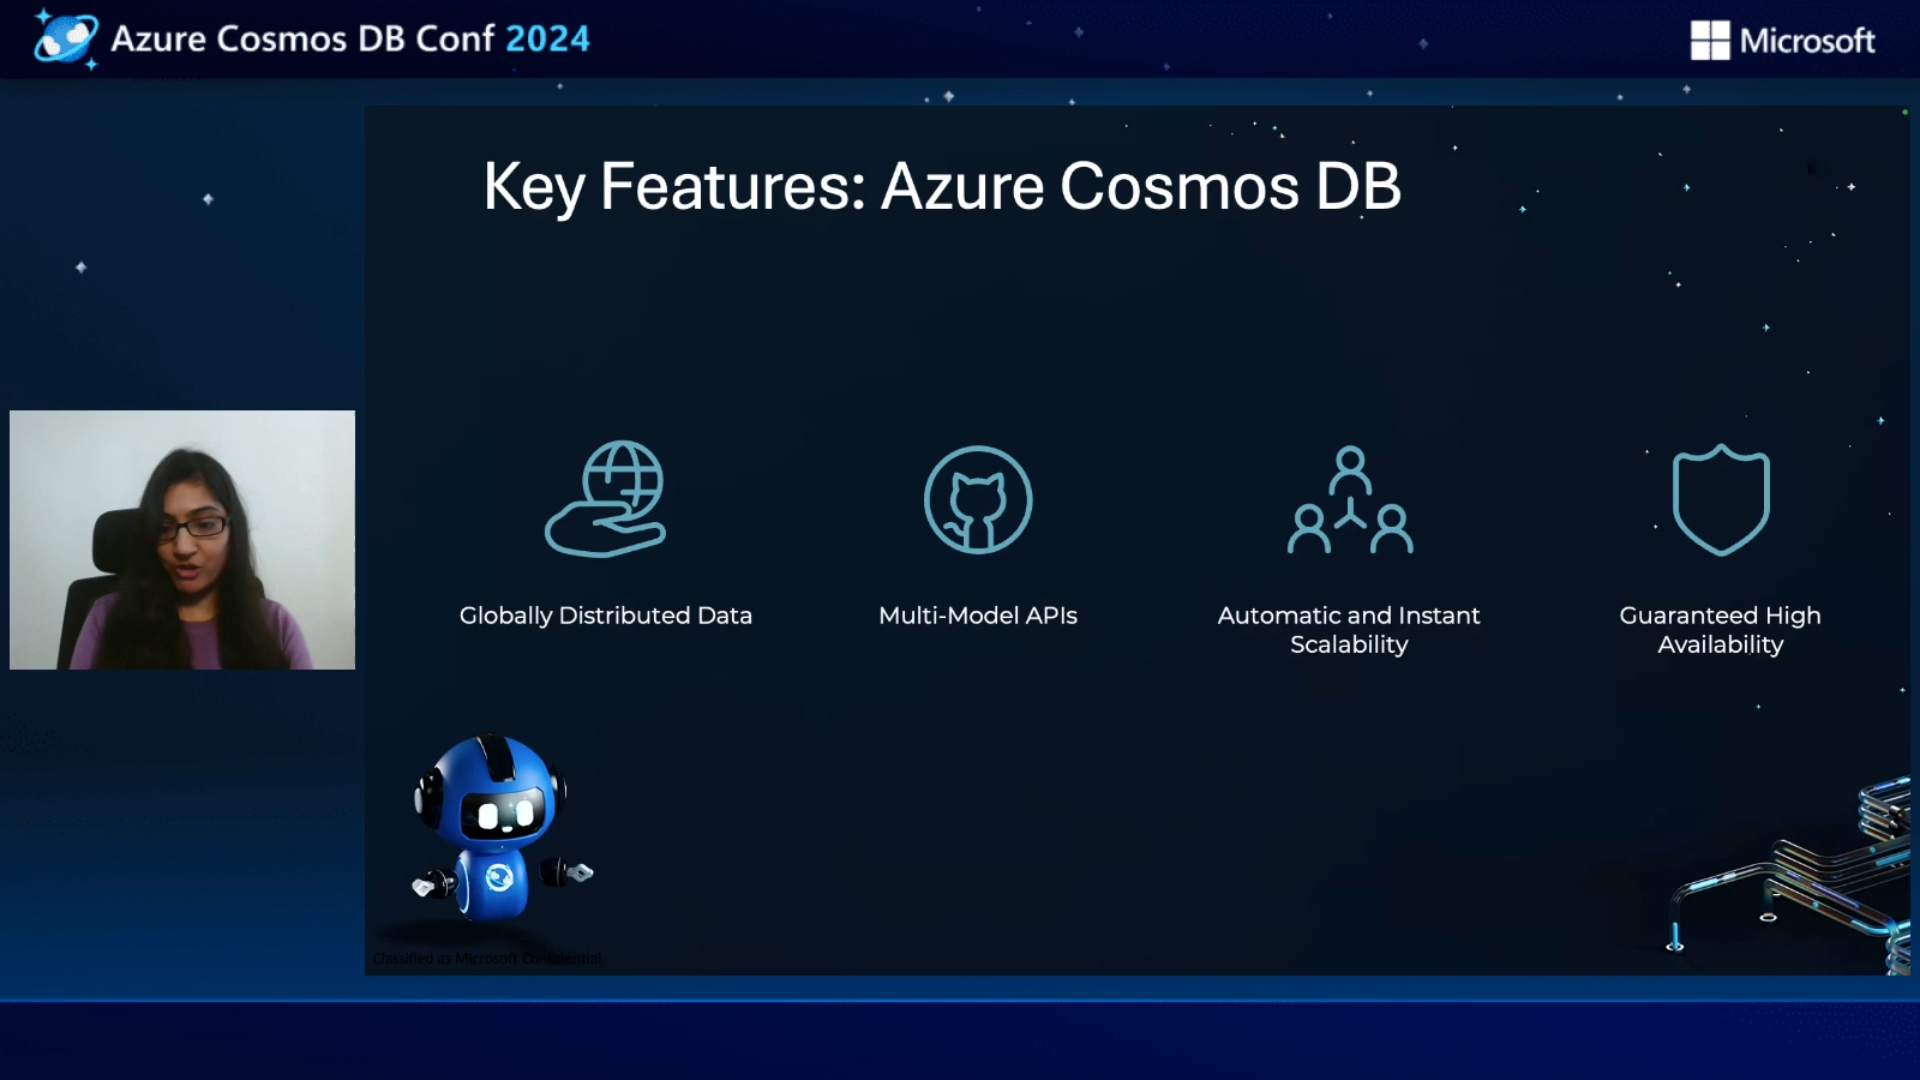 Azure Cosmos DB Conf 2024
Microsoft
Key Features: Azure Cosmos DB
Globally Distributed Data
Multi-Model APIs
Automatic and Instant
Scalability
Guaranteed High
Availability
Classified as Microsoft Confidential